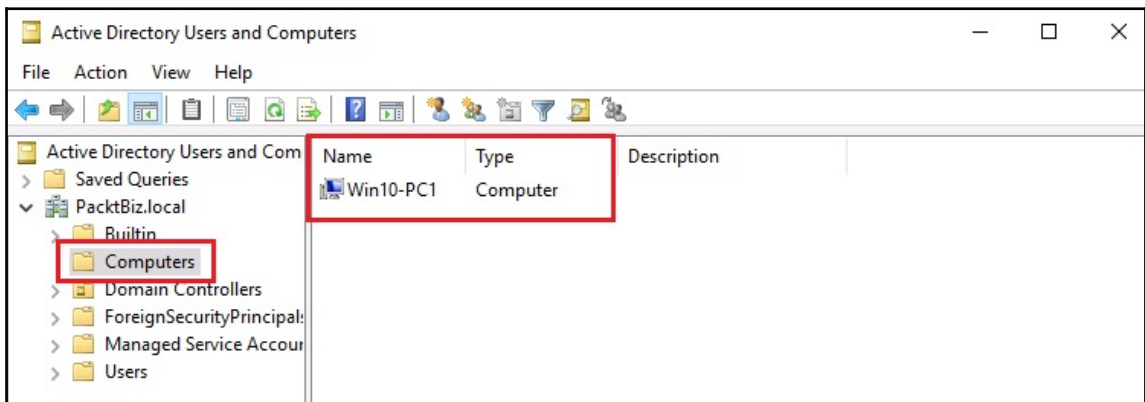 Active Directory Users and Computers
File Action View Help
Active Directory Users and Com
Saved Queries
PacktBiz.local
Builtin
Computers
Domain Controllers
ForeignSecurityPrincipals
Managed Service Accour
Users
Name Type Description
Win10-PC1 Computer